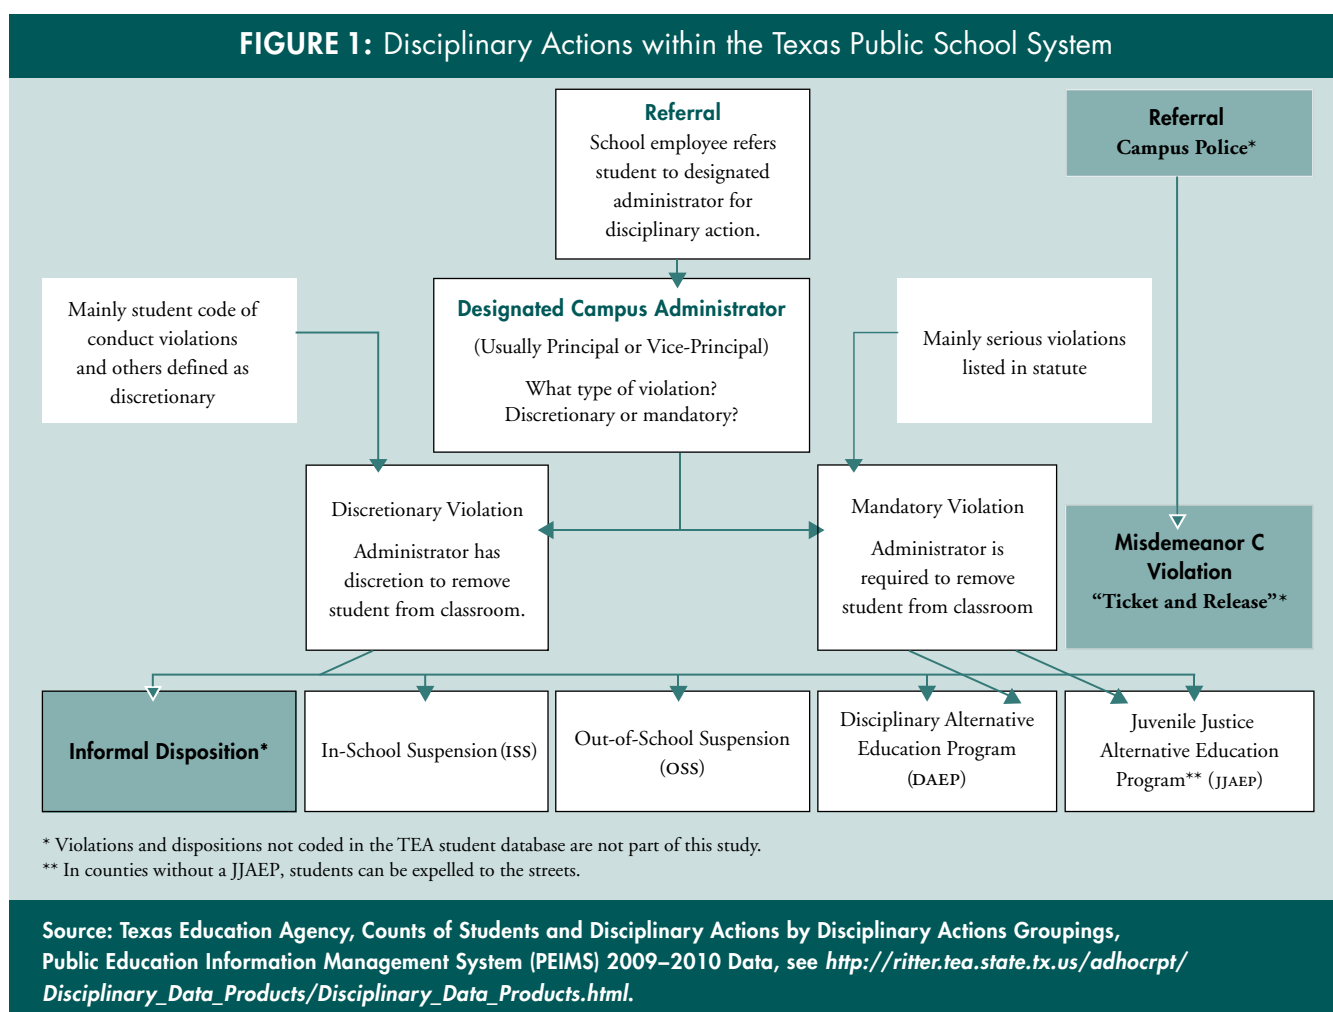 FIGURE 1: Disciplinary Actions within the Texas Public School System
Referral
School employee refers
student to designated
administrator for
disciplinary action.
Referral
Campus Police*
Mainly student code of
conduct violations
and others defined as
discretionary
Designated Campus Administrator
(Usually Principal or Vice-Principal)
What type of violation?
Discretionary or mandatory?
Mainly serious violations
listed in statute
Discretionary Violation
Administrator has
discretion to remove
student from classroom.
Mandatory Violation
Administrator is
required to remove
student from classroom
Misdemeanor C
Violation
“Ticket and Release”*
Informal Disposition*
In-School Suspension (ISS)
Out-of-School Suspension
(OSS)
Disciplinary Alternative
Education Program
(DAEP)
Juvenile Justice
Alternative Education
Program** (JJAEP)
* Violations and dispositions not coded in the TEA student database are not part of this study.
** In counties without a JJAEP, students can be expelled to the streets.
Source: Texas Education Agency, Counts of Students and Disciplinary Actions by Disciplinary Actions Groupings,
Public Education Information Management System (PEIMS) 2009–2010 Data, see http://ritter.tea.state.tx.us/adhocrpt/
Disciplinary_Data_Products/Disciplinary_Data_Products.html.